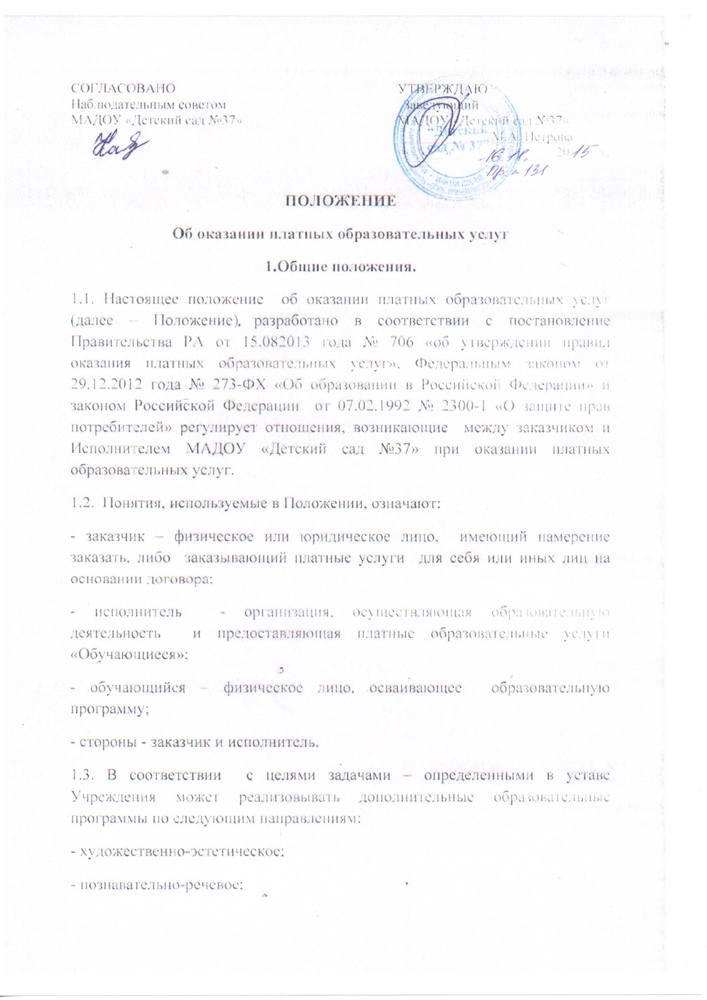 СОГЛАСОВАНО
Наблюдательным советом
МАДОУ «Детский сад №37»
УТВЕРЖДАЮ
Заведующий
МАДОУ «Детский сад №37»
М.А. Петрова
"Детский
сад № 37"
» 16.11. 2015 г.
Пр. № 131
ПОЛОЖЕНИЕ
Об оказании платных образовательных услуг
1.Общие положения.
1.1. Настоящее положение об оказании платных образовательных услуг
(далее – Положение). разработано в соответствии с постановление
Правительства РА от 15.082013 года № 706 «об утверждении правил
оказания платных образовательных услуг», Федеральным законом от
29.12.2012 года № 273-ФХ «Об образовании в Российской Федерации» и
законом Российской Федерации от 07.02.1992 № 2300-1 «О защите прав
потребителей» регулирует отношения, возникающие между заказчиком и
Исполнителем МАДОУ «Детский сад №37» при оказании платных
образовательных услуг.
1.2. Понятия, используемые в Положении, означают:
- заказчик – физическое или юридическое лицо, имеющий намерение
заказать, либо заказывающий платные услуги для себя или иных лиц на
основании договора;
- исполнитель - организация, осуществляющая образовательную
деятельность и предоставляющая платные образовательные услуги
«Обучающиеся»;
- обучающийся – физическое лицо, осваивающее образовательную
программу;
- стороны - заказчик и исполнитель.
1.3. В соответствии с целями задачами – определенными в уставе
Учреждения может реализовывать дополнительные образовательные
программы по следующим направлениям:
- художественно-эстетическое;
- познавательно-речевое;